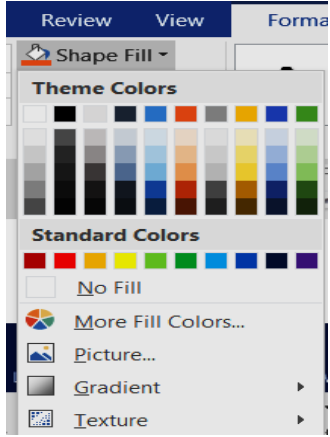 Review View Forma
Shape Fill
Theme Colors
Standard Colors
No Fill
More Fill Colors...
Picture...
Gradient
Texture